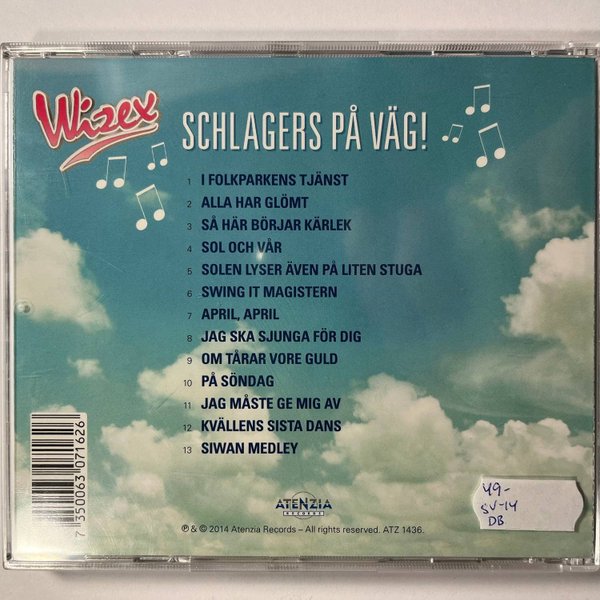 Wizex
SCHLAGERS PÅ VÄG!
1 I FOLKPARKENS TJÄNST
2 ALLA HAR GLÖMT
3 SÅ HÄR BÖRJAR KÄRLEK
4 SOL OCH VÅR
5 SOLEN LYSER ÄVEN PÅ LITEN STUGA
6 SWING IT MAGISTERN
7 APRIL, APRIL
8 JAG SKA SJUNGA FÖR DIG
9 OM TÅRAR VORE GULD
10 PÅ SÖNDAG
11 JAG MÅSTE GE MIG AV
12 KVÄLLENS SISTA DANS
13 SIWAN MEDLEY
7 350063 071626
ATENZIA
RECORDS
℗ & © 2014 Atenzia Records – All rights reserved. ATZ 1436.
49-
SV-14
DB